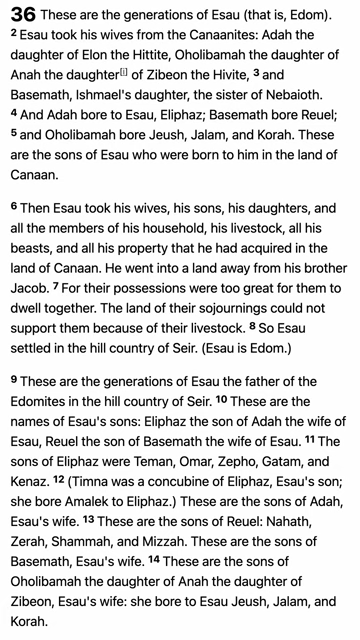 36 These are the generations of Esau (that is, Edom).
2 Esau took his wives from the Canaanites: Adah the
daughter of Elon the Hittite, Oholibamah the daughter of
Anah the daughter[i] of Zibeon the Hivite, 3 and
Basemath, Ishmael's daughter, the sister of Nebaioth.
4 And Adah bore to Esau, Eliphaz; Basemath bore Reuel;
5 and Oholibamah bore Jeush, Jalam, and Korah. These
are the sons of Esau who were born to him in the land of
Canaan.
6 Then Esau took his wives, his sons, his daughters, and
all the members of his household, his livestock, all his
beasts, and all his property that he had acquired in the
land of Canaan. He went into a land away from his brother
Jacob. 7 For their possessions were too great for them to
dwell together. The land of their sojournings could not
support them because of their livestock. 8 So Esau
settled in the hill country of Seir. (Esau is Edom.)
9 These are the generations of Esau the father of the
Edomites in the hill country of Seir. 10 These are the
names of Esau's sons: Eliphaz the son of Adah the wife of
Esau, Reuel the son of Basemath the wife of Esau. 11 The
sons of Eliphaz were Teman, Omar, Zepho, Gatam, and
Kenaz. 12 (Timna was a concubine of Eliphaz, Esau's son;
she bore Amalek to Eliphaz.) These are the sons of Adah,
Esau's wife. 13 These are the sons of Reuel: Nahath,
Zerah, Shammah, and Mizzah. These are the sons of
Basemath, Esau's wife. 14 These are the sons of
Oholibamah the daughter of Anah the daughter of
Zibeon, Esau's wife: she bore to Esau Jeush, Jalam, and
Korah.